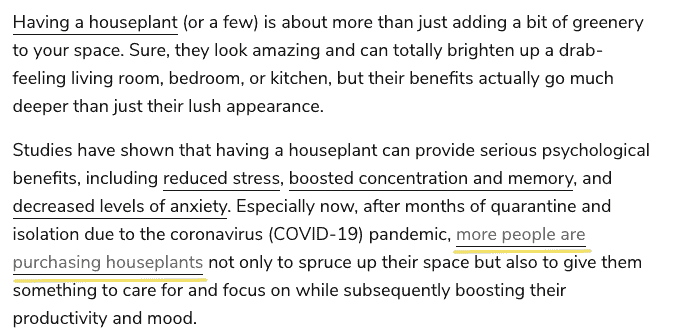 Having a houseplant (or a few) is about more than just adding a bit of greenery
to your space. Sure, they look amazing and can totally brighten up a drab-
feeling living room, bedroom, or kitchen, but their benefits actually go much
deeper than just their lush appearance.
Studies have shown that having a houseplant can provide serious psychological
benefits, including reduced stress, boosted concentration and memory, and
decreased levels of anxiety. Especially now, after months of quarantine and
isolation due to the coronavirus (COVID-19) pandemic, more people are
purchasing houseplants not only to spruce up their space but also to give them
something to care for and focus on while subsequently boosting their
productivity and mood.